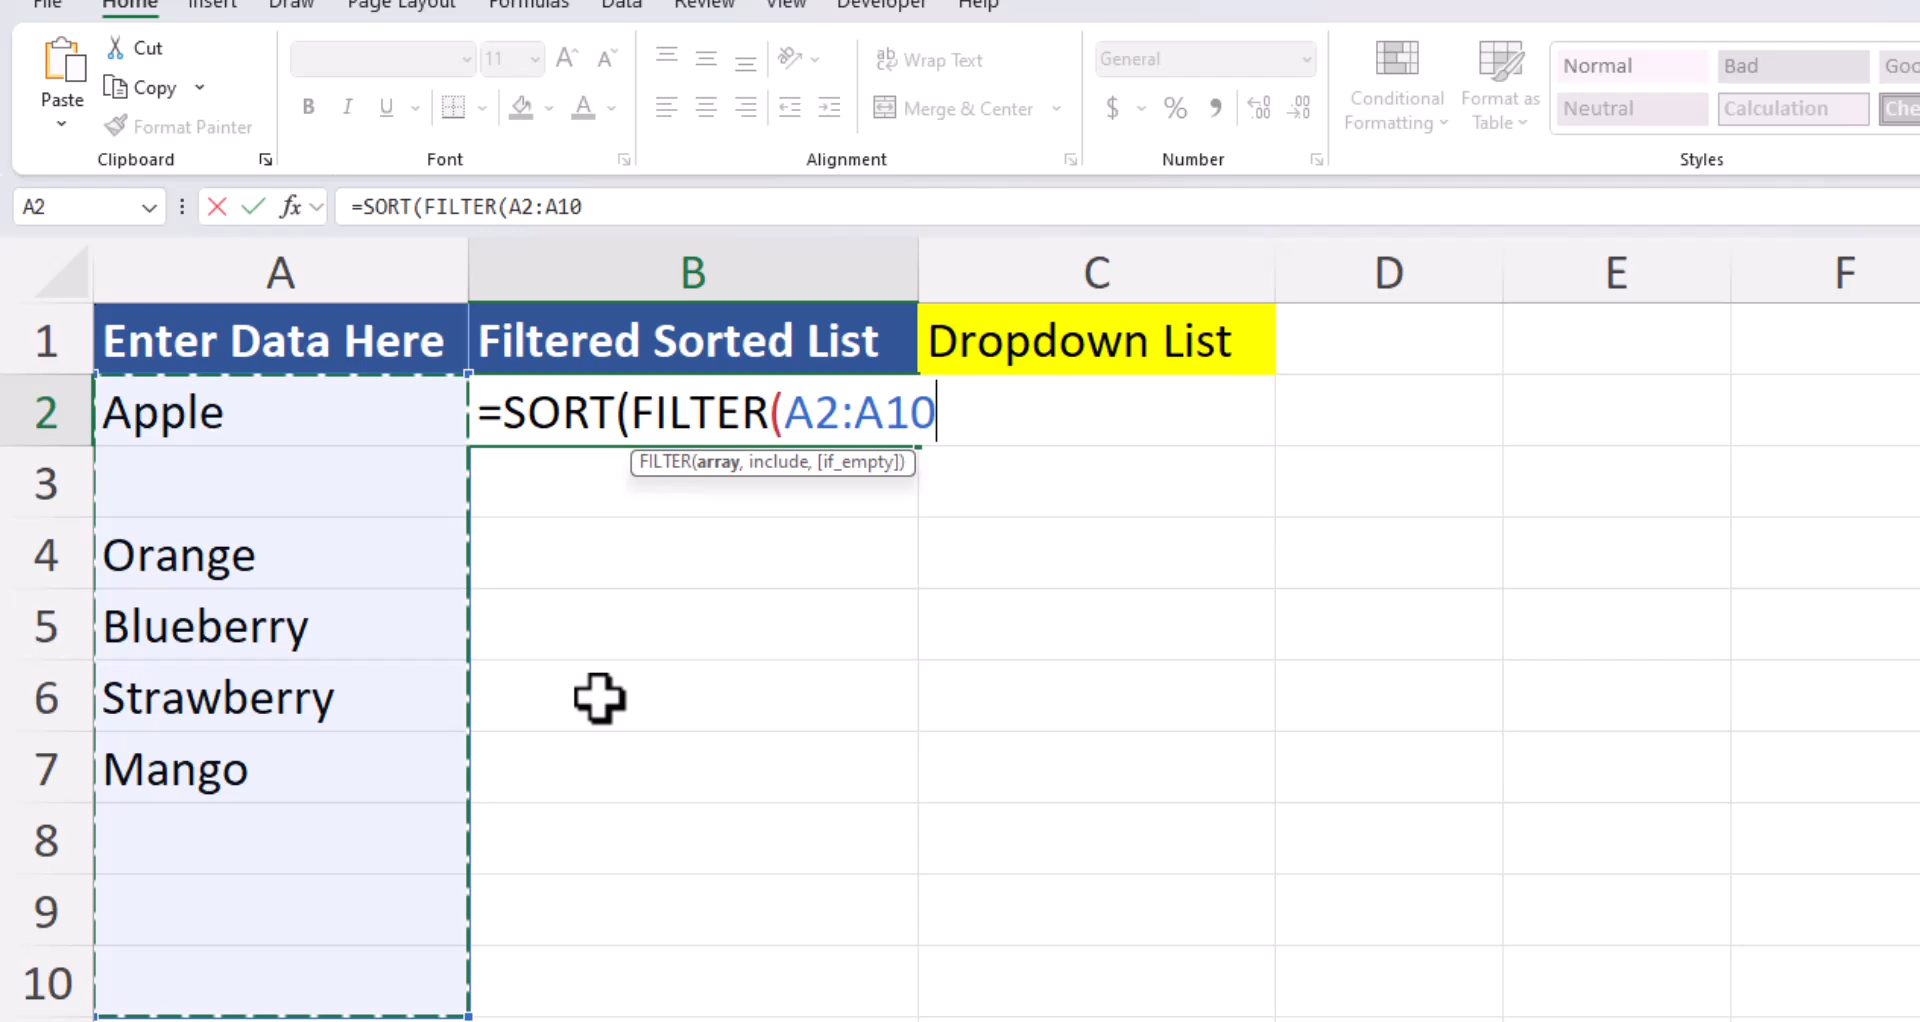 File Home Insert Draw Page Layout Formulas Data Review View Developer Help
Cut
Copy
Paste
Format Painter
Clipboard
11
B I U
Font
Wrap Text
Merge & Center
Alignment
General
$ %
Number
Conditional Formatting
Format as Table
Normal Bad
Neutral Calculation
Styles
A2 fx =SORT(FILTER(A2:A10
A B C D E F
1 Enter Data Here Filtered Sorted List Dropdown List
2 Apple =SORT(FILTER(A2:A10
FILTER(array, include, [if_empty])
3
4 Orange
5 Blueberry
6 Strawberry
7 Mango
8
9
10